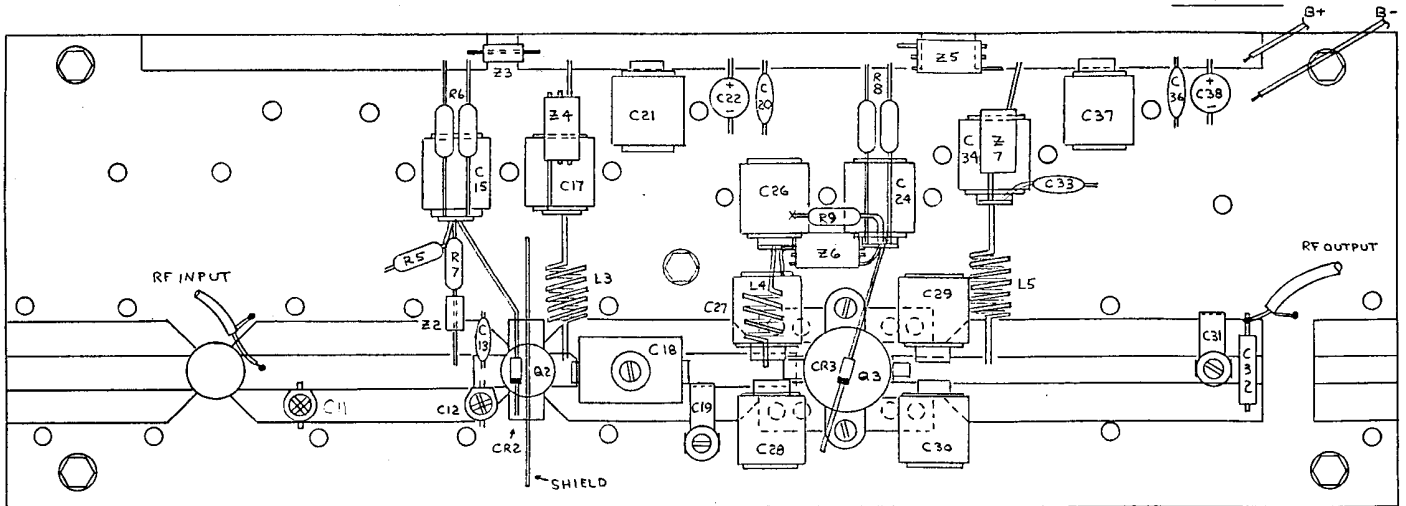 B+
B-
Z3
Z5
R6
R8
Z4
C21
C22
+
-
C20
C37
C36
C38
+
-
C15
C17
C34
Z7
C33
C26
R9
C24
Z6
R5
R7
RF INPUT
RF OUTPUT
L3
L4
C27
C29
L5
Z2
C13
Q2
C18
CR3
Q3
C31
C32
C11
C12
C19
CR2
C28
C30
SHIELD